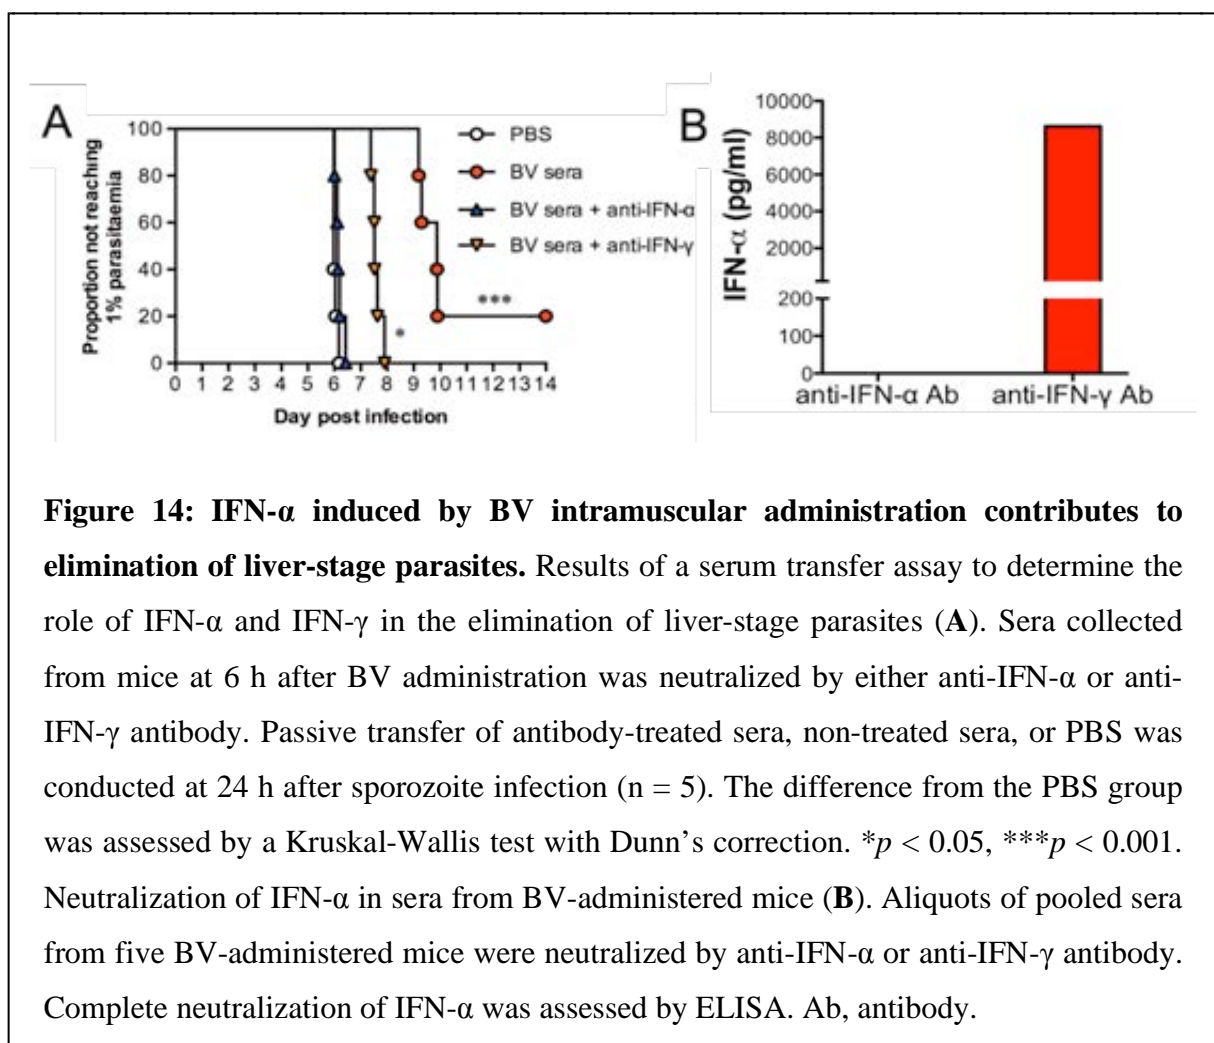 A
100
80
60
40
20
0
Proportion not reaching
1% parasitaemia
0 1 2 3 4 5 6 7 8 9 10 11 12 13 14
Day post infection
PBS
BV sera
BV sera + anti-IFN-α
BV sera + anti-IFN-γ
***
*
B
10000
8000
6000
4000
2000
200
100
0
IFN-α (pg/ml)
anti-IFN-α Ab anti-IFN-γ Ab
Figure 14: IFN-α induced by BV intramuscular administration contributes to
elimination of liver-stage parasites. Results of a serum transfer assay to determine the
role of IFN-α and IFN-γ in the elimination of liver-stage parasites (A). Sera collected
from mice at 6 h after BV administration was neutralized by either anti-IFN-α or anti-
IFN-γ antibody. Passive transfer of antibody-treated sera, non-treated sera, or PBS was
conducted at 24 h after sporozoite infection (n = 5). The difference from the PBS group
was assessed by a Kruskal-Wallis test with Dunn’s correction. *p < 0.05, ***p < 0.001.
Neutralization of IFN-α in sera from BV-administered mice (B). Aliquots of pooled sera
from five BV-administered mice were neutralized by anti-IFN-α or anti-IFN-γ antibody.
Complete neutralization of IFN-α was assessed by ELISA. Ab, antibody.